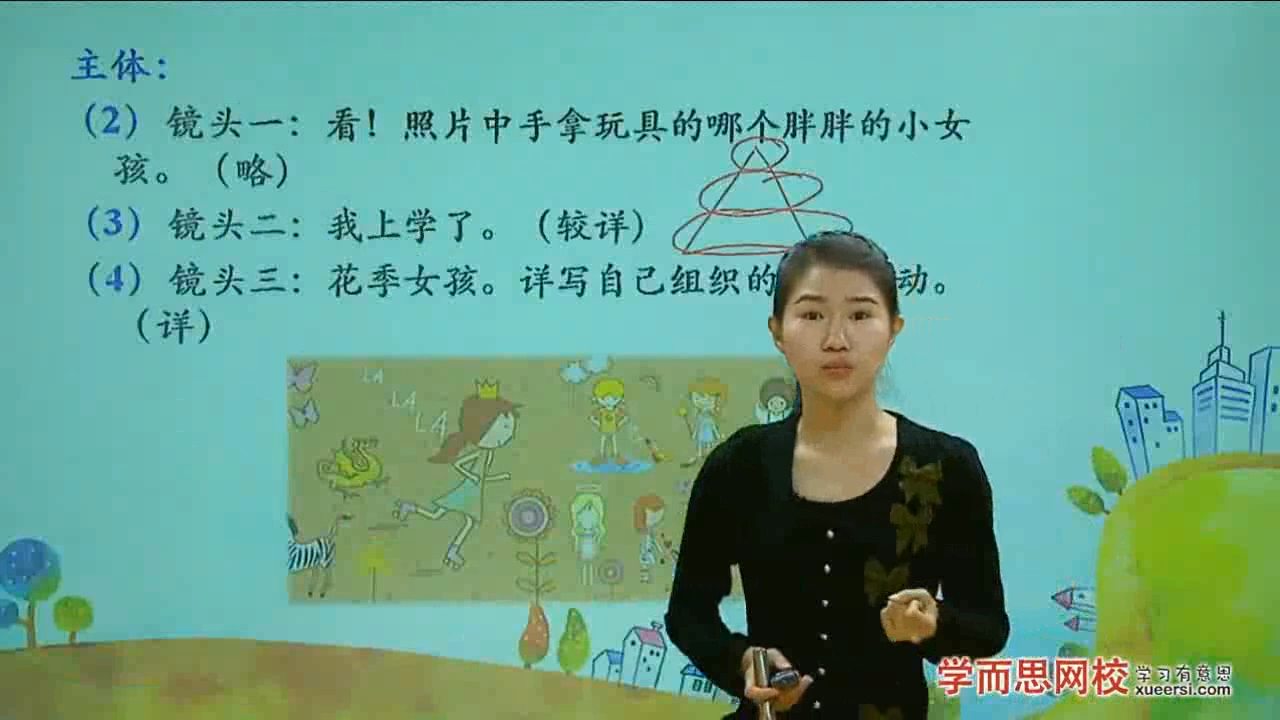 主体：
（2）镜头一：看！照片中手拿玩具的哪个胖胖的小女
孩。（略）
（3）镜头二：我上学了。（较详）
（4）镜头三：花季女孩。详写自己组织的 动。
（详）
LA
LA
LA
学而思网校 学习有意思
xueersi.com